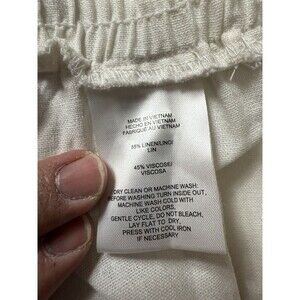 MADE IN VIETNAM
HECHO EN VIETNAM
FABRIQUÉ AU VIETNAM
55% LINEN/LINO/
LIN
45% VISCOSE/
VISCOSA
DRY CLEAN OR MACHINE WASH:
BEFORE WASHING TURN INSIDE OUT.
MACHINE WASH COLD WITH
LIKE COLORS,
GENTLE CYCLE, DO NOT BLEACH,
LAY FLAT TO DRY,
PRESS WITH COOL IRON
IF NECESSARY